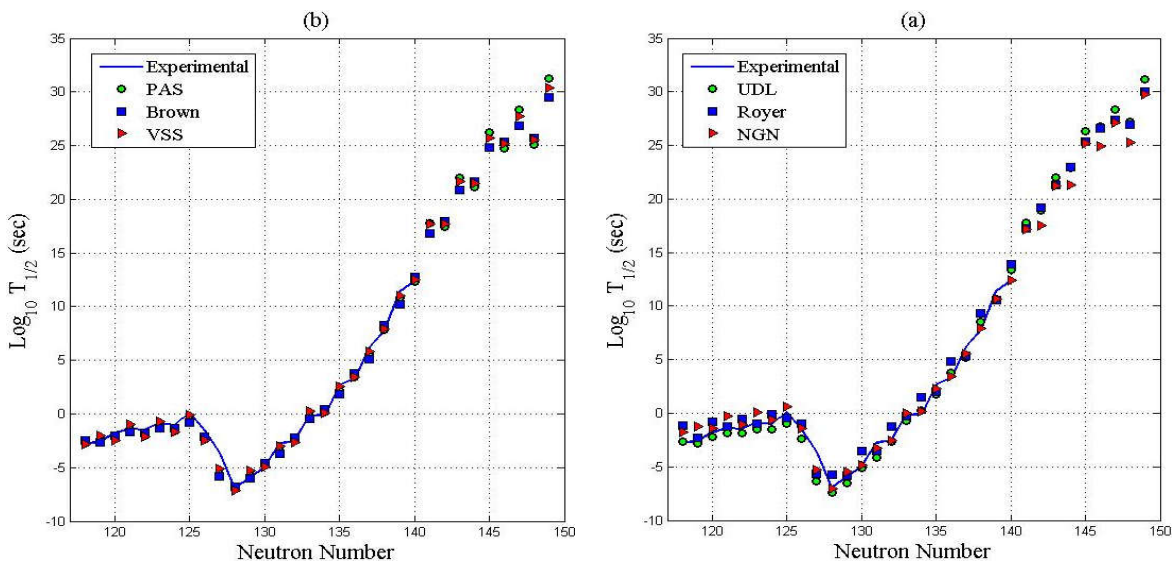 (b)
35
30
25
20
15
10
5
0
-5
-10
Log10 T1/2 (sec)
Experimental
PAS
Brown
VSS
120
125
130
135
140
145
150
Neutron Number
(a)
35
30
25
20
15
10
5
0
-5
-10
Log10 T1/2 (sec)
Experimental
UDL
Royer
NGN
120
125
130
135
140
145
150
Neutron Number